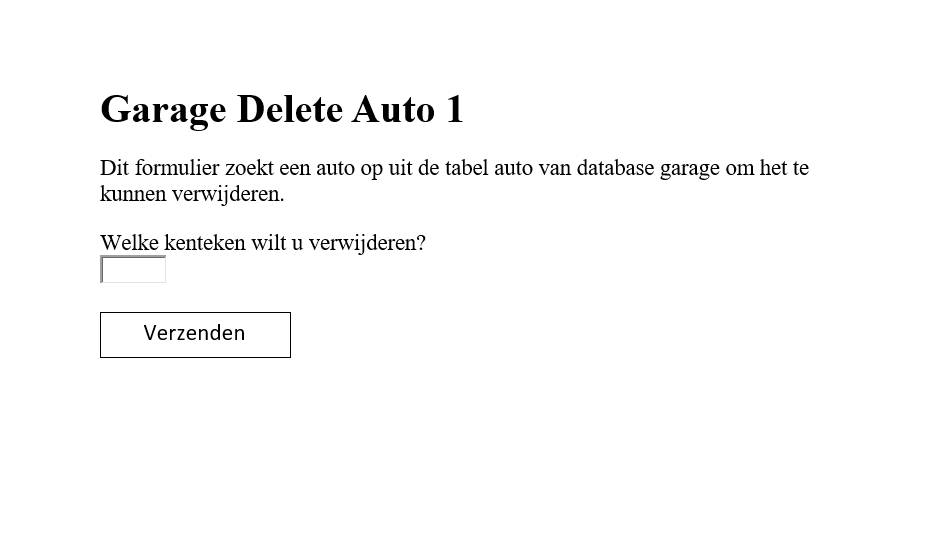 Garage Delete Auto 1
Dit formulier zoekt een auto op uit de tabel auto van database garage om het te
kunnen verwijderen.
Welke kenteken wilt u verwijderen?
Verzenden